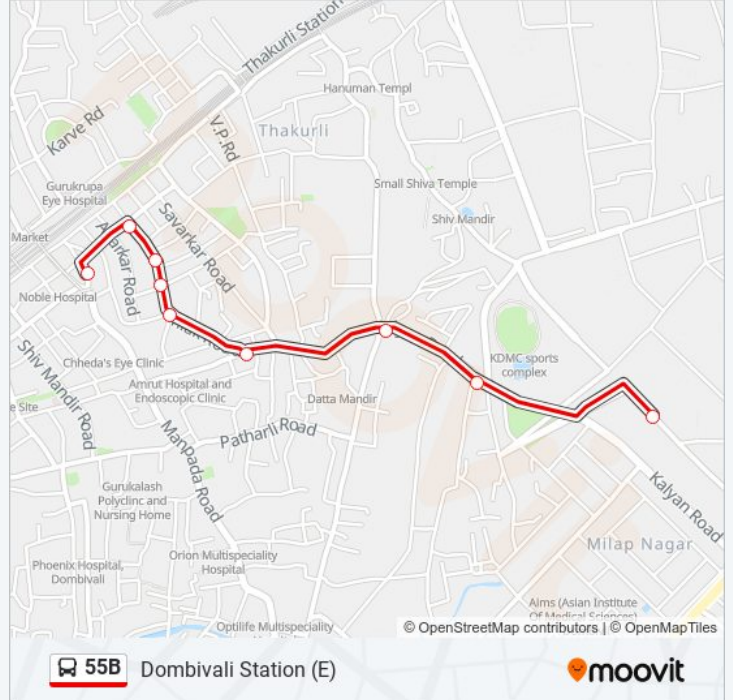 Thakurli Station
Hanuman Templ
Karve Rd
V.P.Rd
Thakurli
Small Shiva Temple
Gurukrupa
Eye Hospital
Savarkar Road
Shiv Mandir
Market
Road
Noble Hospital
KDMC sports
complex
Shiv Mandir Road
Chheda's Eye Clinic
Amrut Hospital and
Endoscopic Clinic
Datta Mandir
e Site
Manpada Road
Patharli Road
Kalyan Road
Gurukalash
Polyclinc and
Nursing Home
Milap Nagar
Orion Multispeciality
Hospital
Phoenix Hospital,
Dombivali
Aims (Asian Institute
Of Medical Sciences)
Optilife Multispeciality
© OpenStreetMap contributors | © OpenMapTiles
55B Dombivali Station (E)
moovit